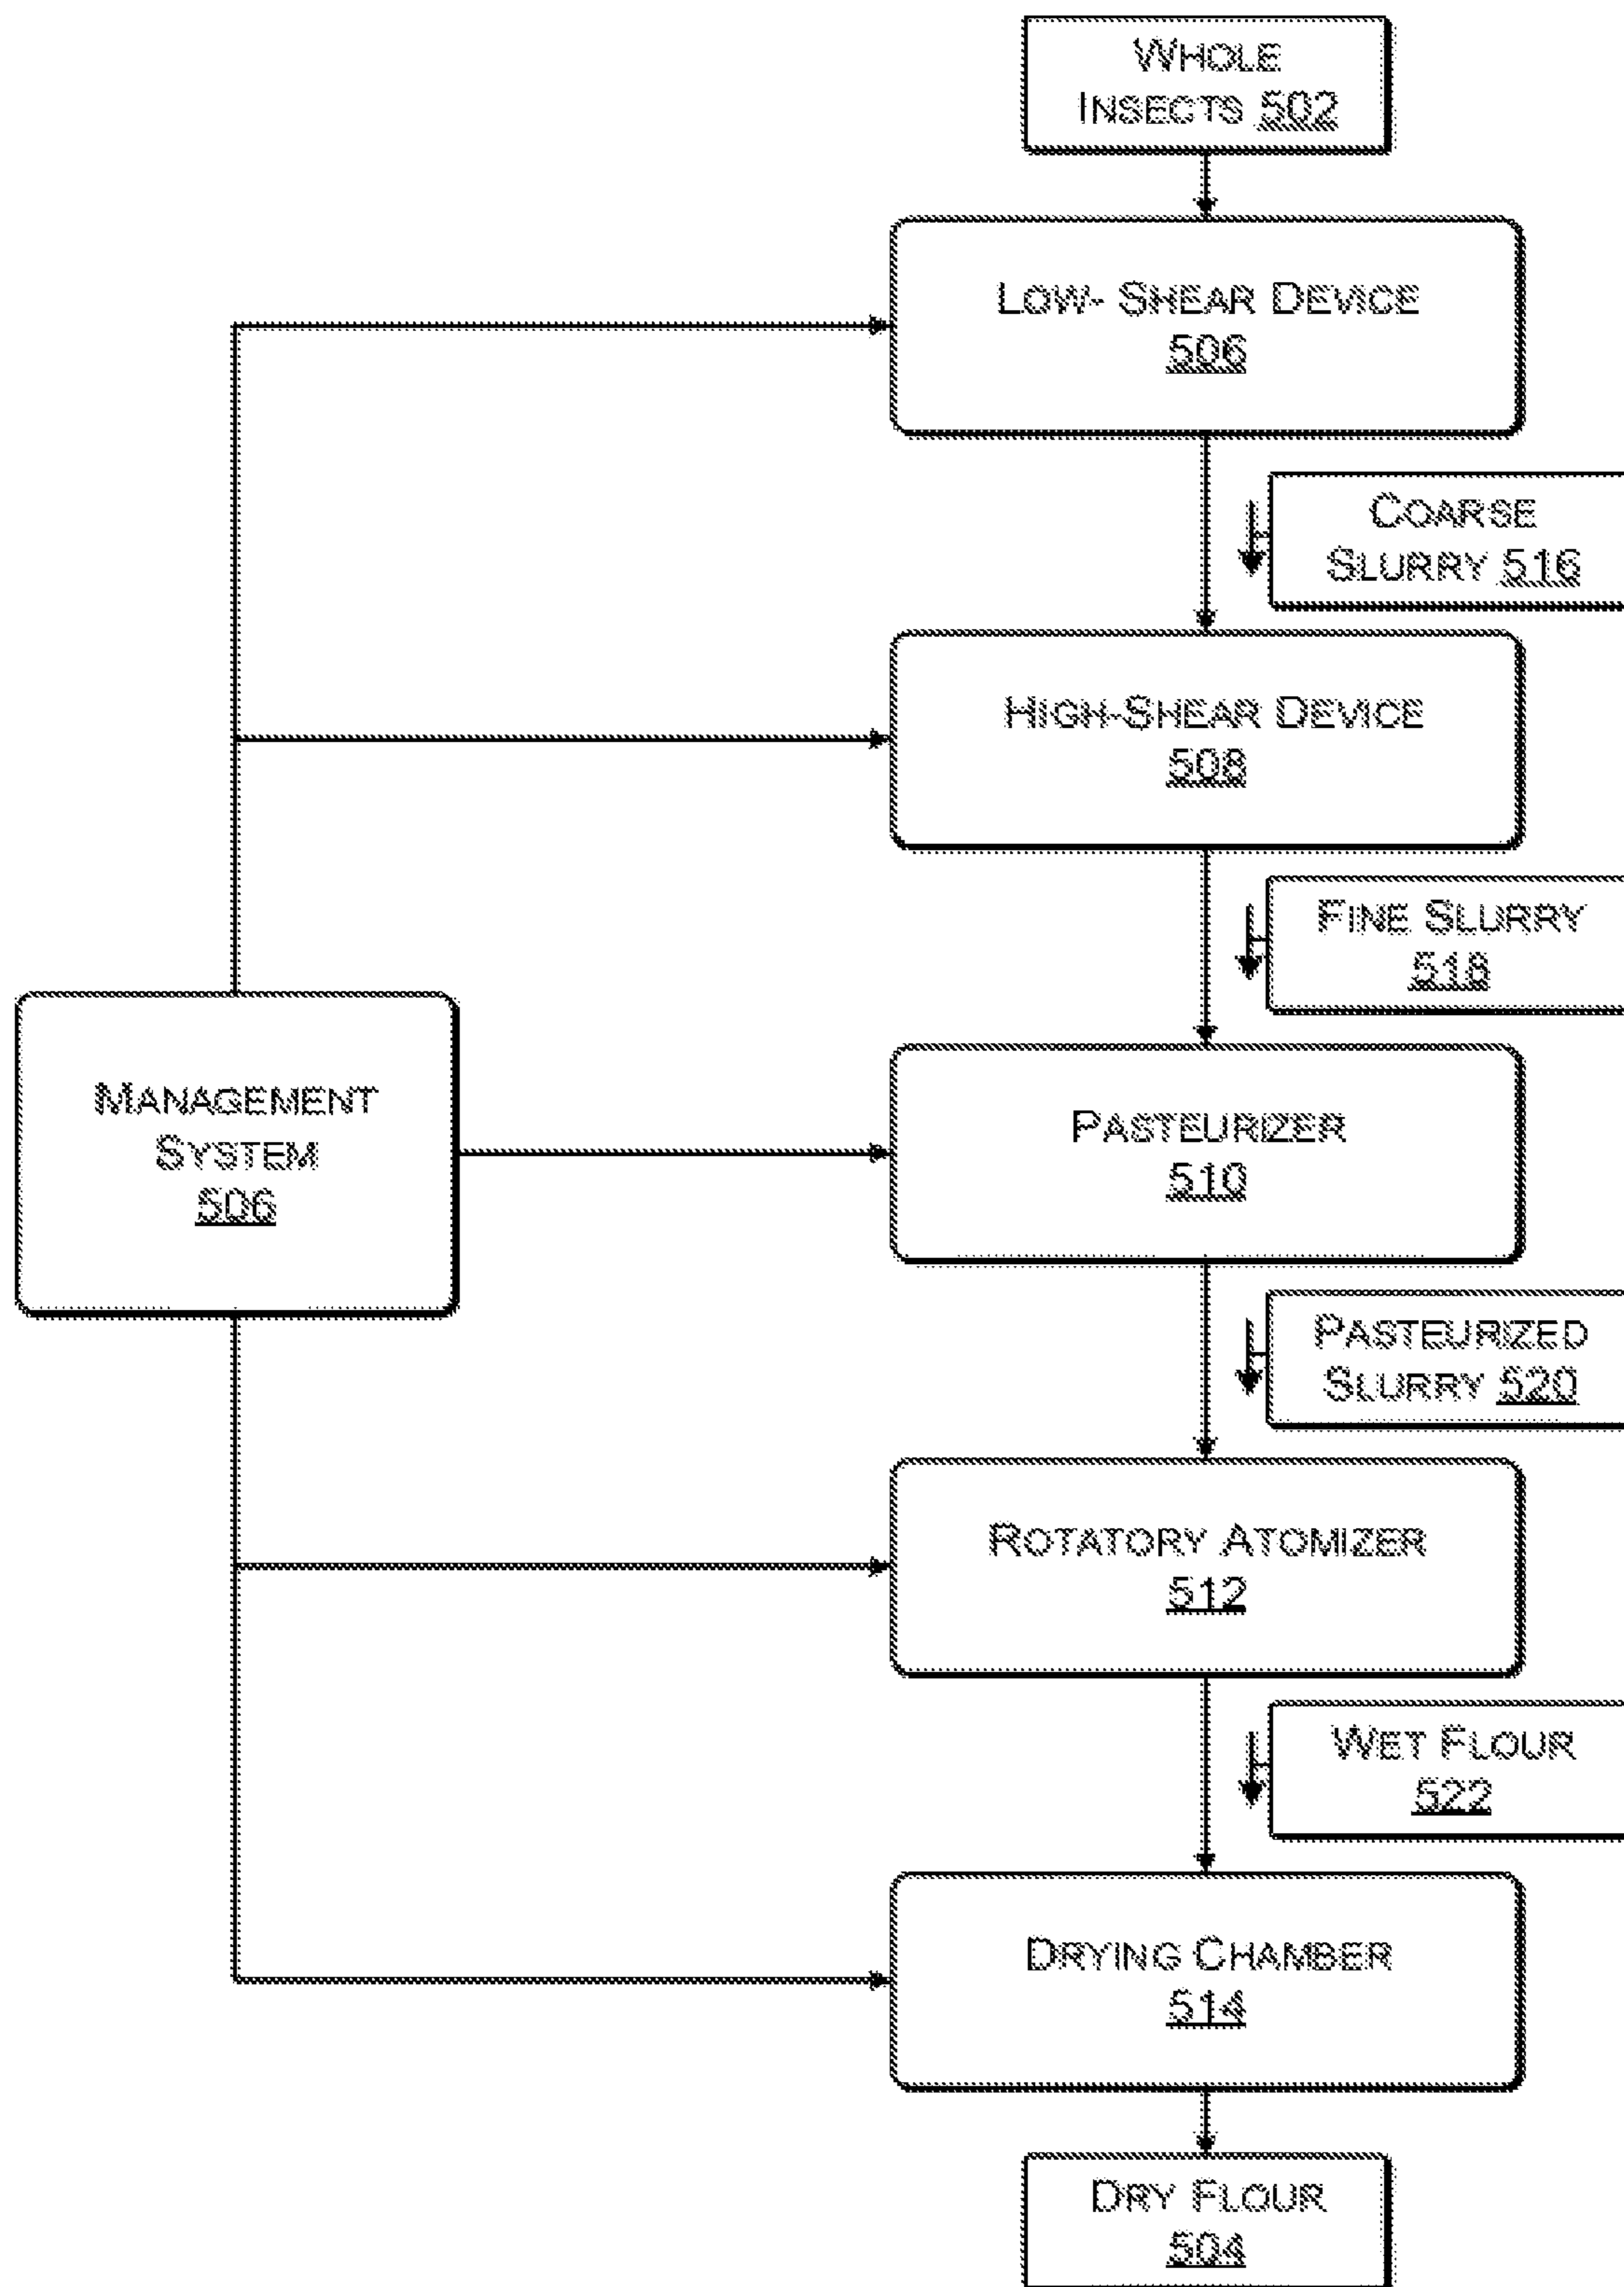 WHOLE
INSECTS 502
LOW- SHEAR DEVICE
506
COARSE
SLURRY 516
HIGH-SHEAR DEVICE
508
FINE SLURRY
518
MANAGEMENT
SYSTEM
506
PASTEURIZER
510
PASTEURIZED
SLURRY 520
ROTATORY ATOMIZER
512
WET FLOUR
522
DRYING CHAMBER
514
DRY FLOUR
504